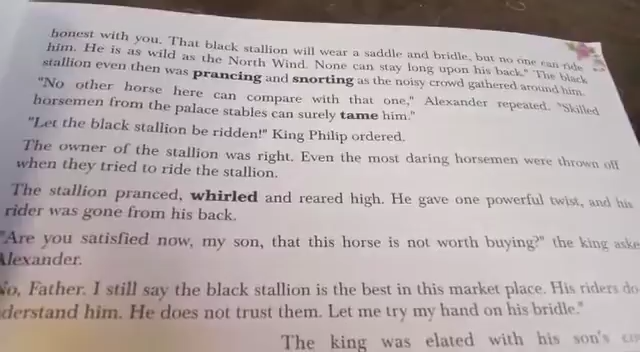 honest with you. That black stallion will wear a saddle and bridle, but no one can ride
him. He is as wild as the North Wind. None can stay long upon his back." The black
stallion even then was prancing and snorting as the noisy crowd gathered around him.
"No other horse here can compare with that one," Alexander repeated. "Skilled
horsemen from the palace stables can surely tame him."
"Let the black stallion be ridden!" King Philip ordered.
The owner of the stallion was right. Even the most daring horsemen were thrown off
when they tried to ride the stallion.
The stallion pranced, whirled and reared high. He gave one powerful twist, and his
rider was gone from his back.
"Are you satisfied now, my son, that this horse is not worth buying?" the king aske
Alexander.
No, Father. I still say the black stallion is the best in this market place. His riders do
derstand him. He does not trust them. Let me try my hand on his bridle."
The king was elated with his son's